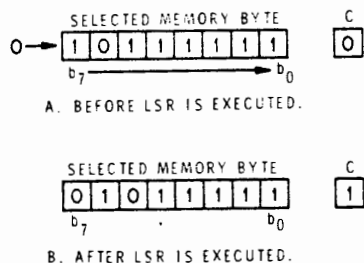 SELECTED MEMORY BYTE C
0 1 0 1 1 1 1 1 1 0
b7 b0
A. BEFORE LSR IS EXECUTED.
SELECTED MEMORY BYTE C
0 1 0 1 1 1 1 1 1
b7 b0
B. AFTER LSR IS EXECUTED.